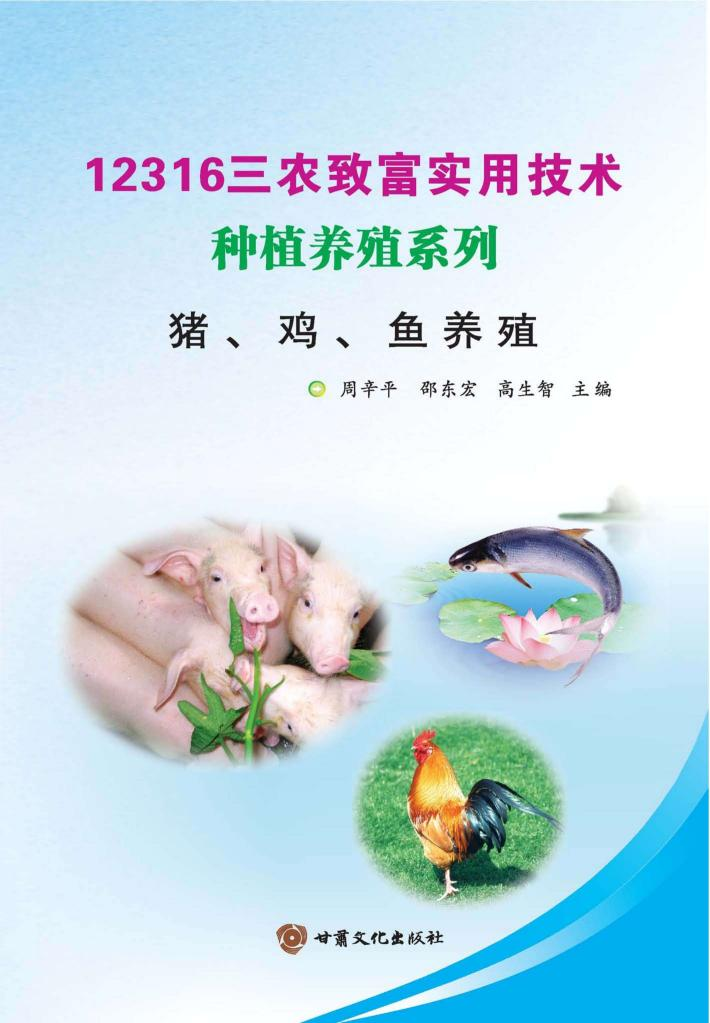 12316三农致富实用技术
种植养殖系列
猪、鸡、鱼养殖
周辛平 邵东宏 高生智 主编
甘肃文化出版社